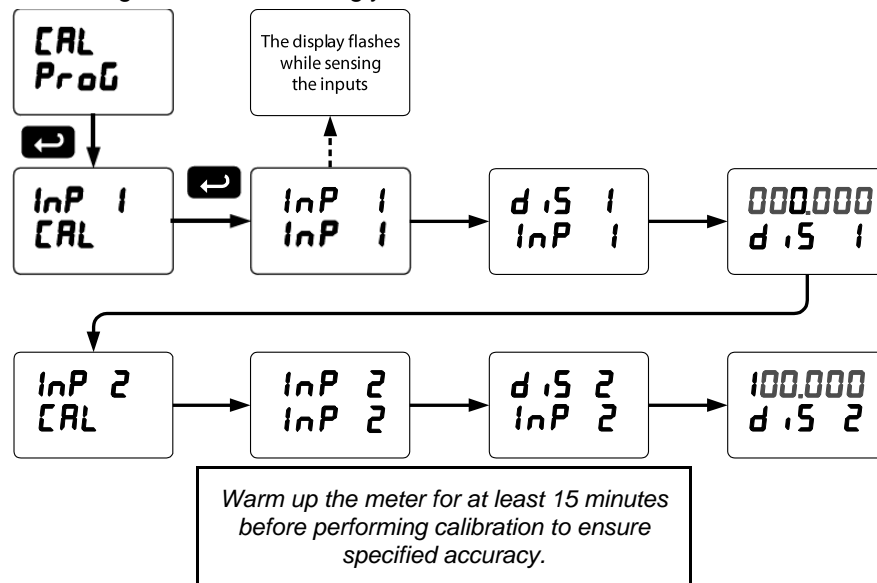 CAL
ProG
The display flashes
while sensing
the inputs
InP 1
CAL
InP 1
InP 1
diS 1
InP 1
000.000
diS 1
InP 2
CAL
InP 2
InP 2
diS 2
InP 2
100.000
diS 2
Warm up the meter for at least 15 minutes
before performing calibration to ensure
specified accuracy.